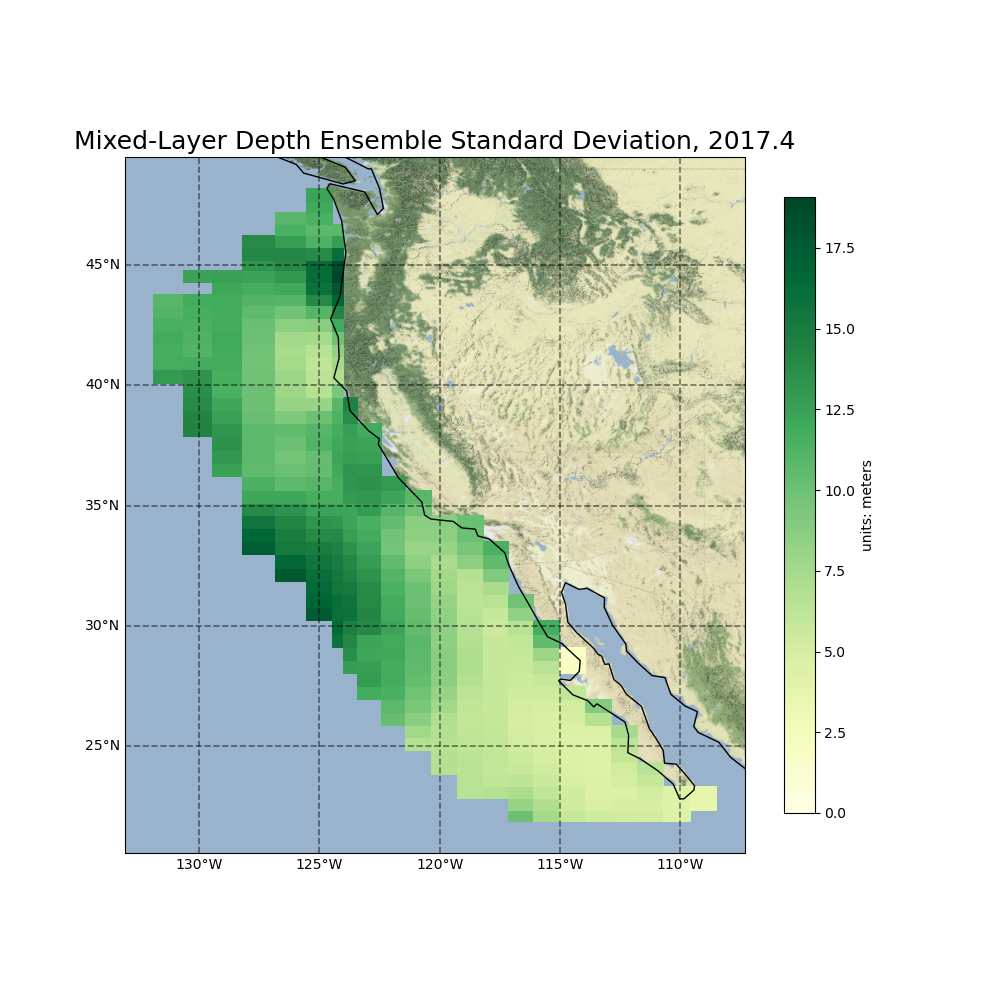 Mixed-Layer Depth Ensemble Standard Deviation, 2017.4
45°N
40°N
35°N
30°N
25°N
130°W
125°W
120°W
115°W
110°W
17.5
15.0
12.5
10.0
7.5
5.0
2.5
0.0
units: meters